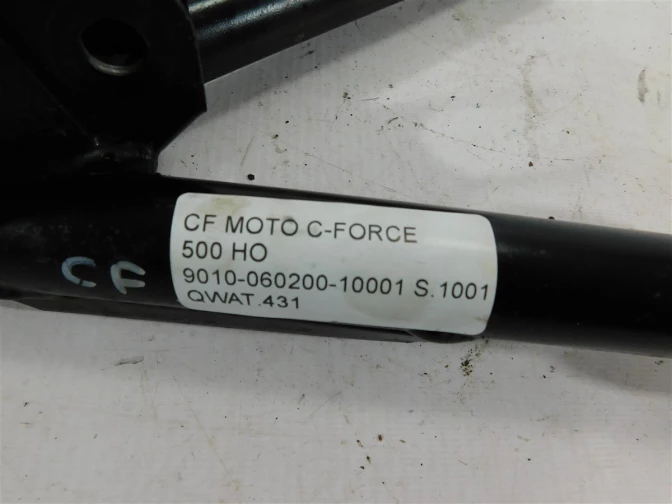 CF MOTO C-FORCE
500 HO
9010-060200-10001 S.1001
QWAT.431
CF